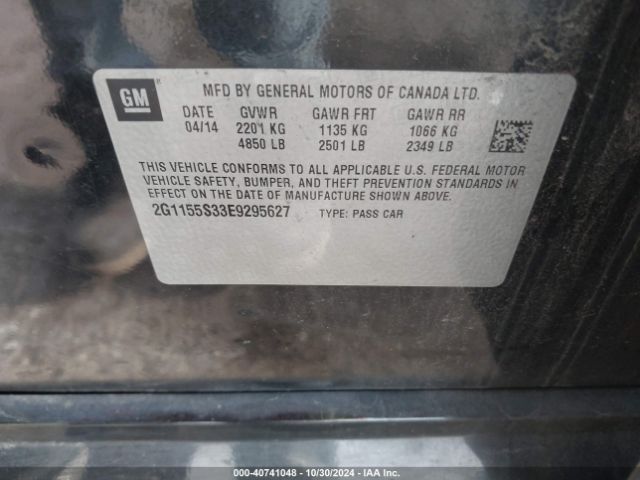 GM
MFD BY GENERAL MOTORS OF CANADA LTD.
DATE GVWR GAWR FRT GAWR RR
04/14 2201 KG 1135 KG 1066 KG
4850 LB 2501 LB 2349 LB
THIS VEHICLE CONFORMS TO ALL APPLICABLE U.S. FEDERAL MOTOR
VEHICLE SAFETY, BUMPER, AND THEFT PREVENTION STANDARDS IN
EFFECT ON THE DATE OF MANUFACTURE SHOWN ABOVE.
2G1155S33E9295627 TYPE: PASS CAR
000-40741048 - 10/30/2024 - IAA Inc.